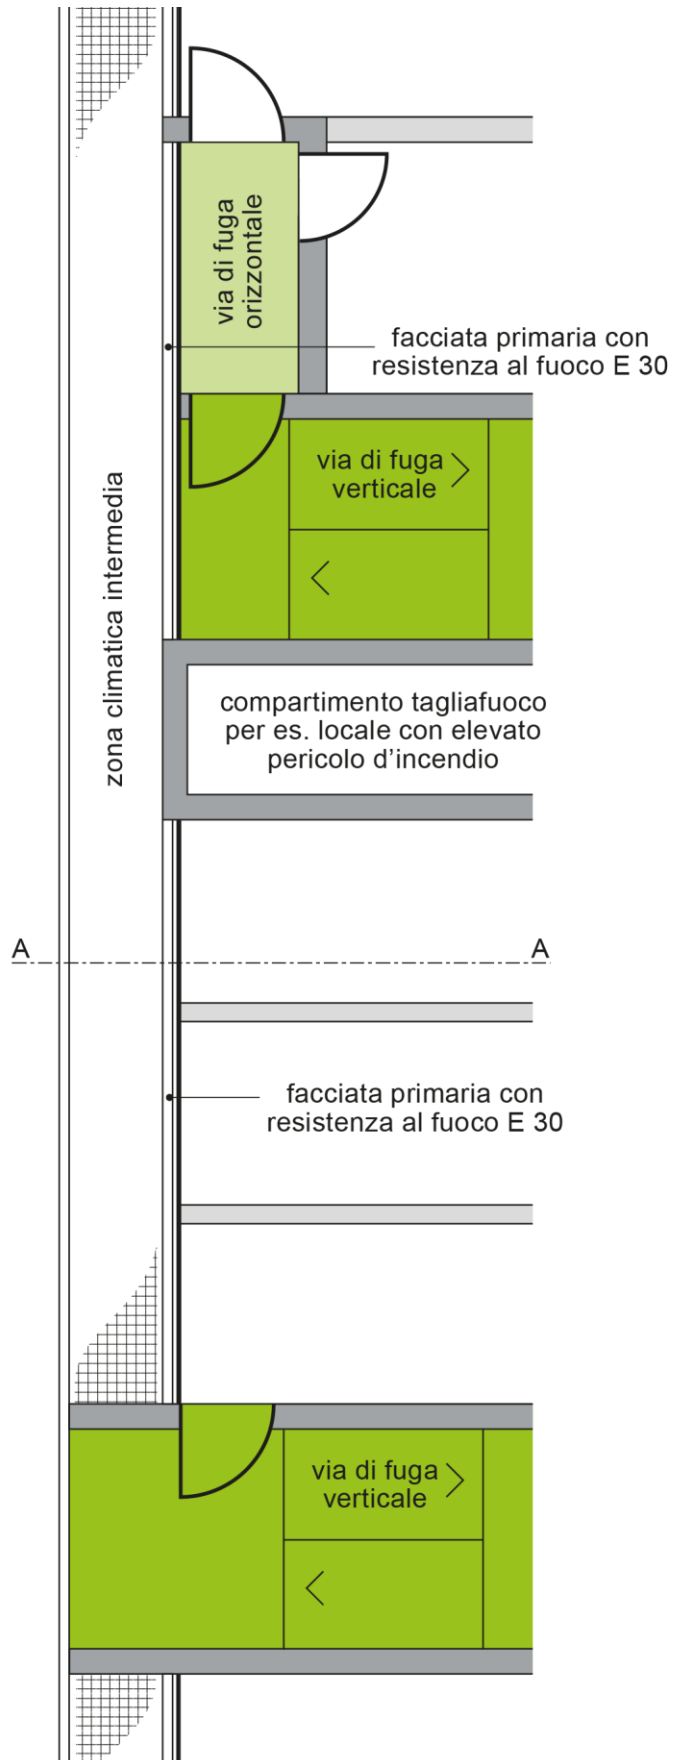 via di fuga
orizzontale
facciata primaria con
resistenza al fuoco E 30
via di fuga
verticale
zona climatica intermedia
compartimento tagliafuoco
per es. locale con elevato
pericolo d'incendio
A
A
facciata primaria con
resistenza al fuoco E 30
via di fuga
verticale